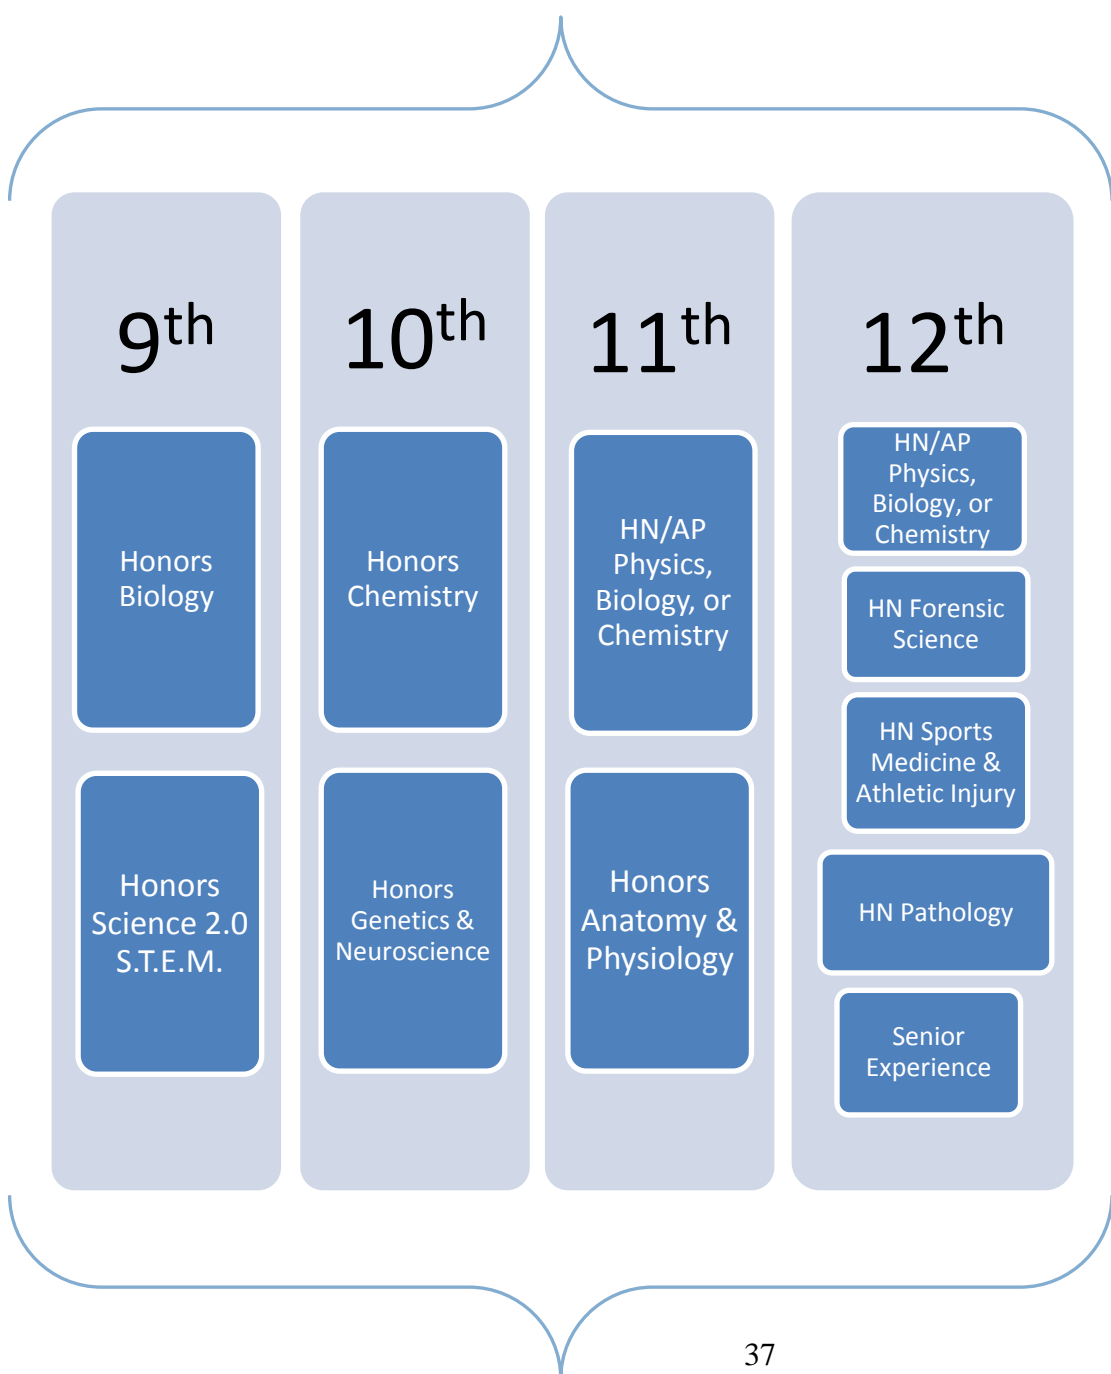 9th
Honors
Biology
Honors
Science 2.0
S.T.E.M.
10th
Honors
Chemistry
Honors
Genetics &
Neuroscience
11th
HN/AP
Physics,
Biology, or
Chemistry
Honors
Anatomy &
Physiology
12th
HN/AP
Physics,
Biology, or
Chemistry
HN Forensic
Science
HN Sports
Medicine &
Athletic Injury
HN Pathology
Senior
Experience
37